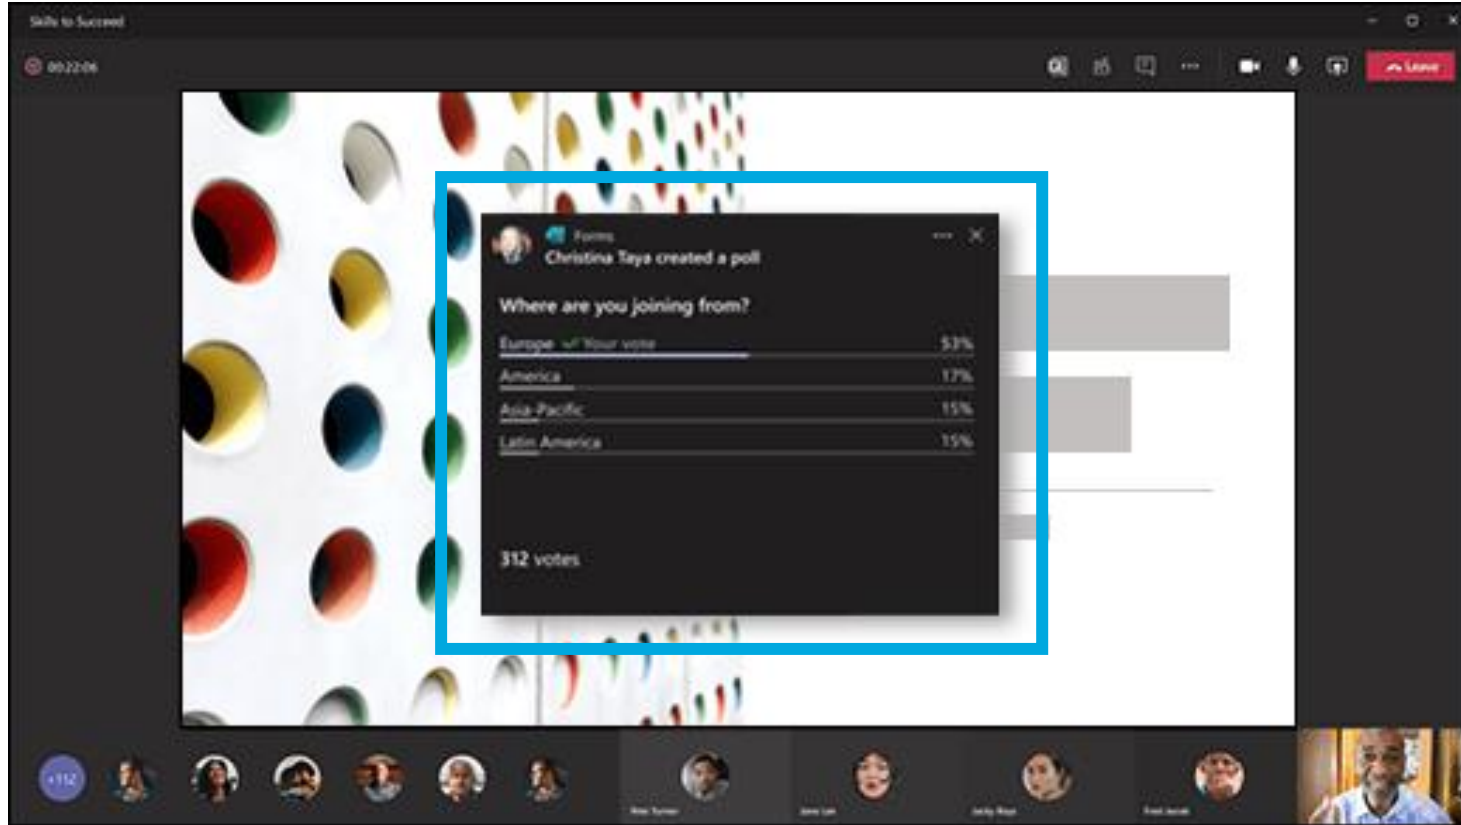 Skills to Succeed
00:22:06
Leave
Forms
Christina Taya created a poll
Where are you joining from?
Europe Your vote 53%
America 17%
Asia-Pacific 15%
Latin America 15%
312 votes
+112